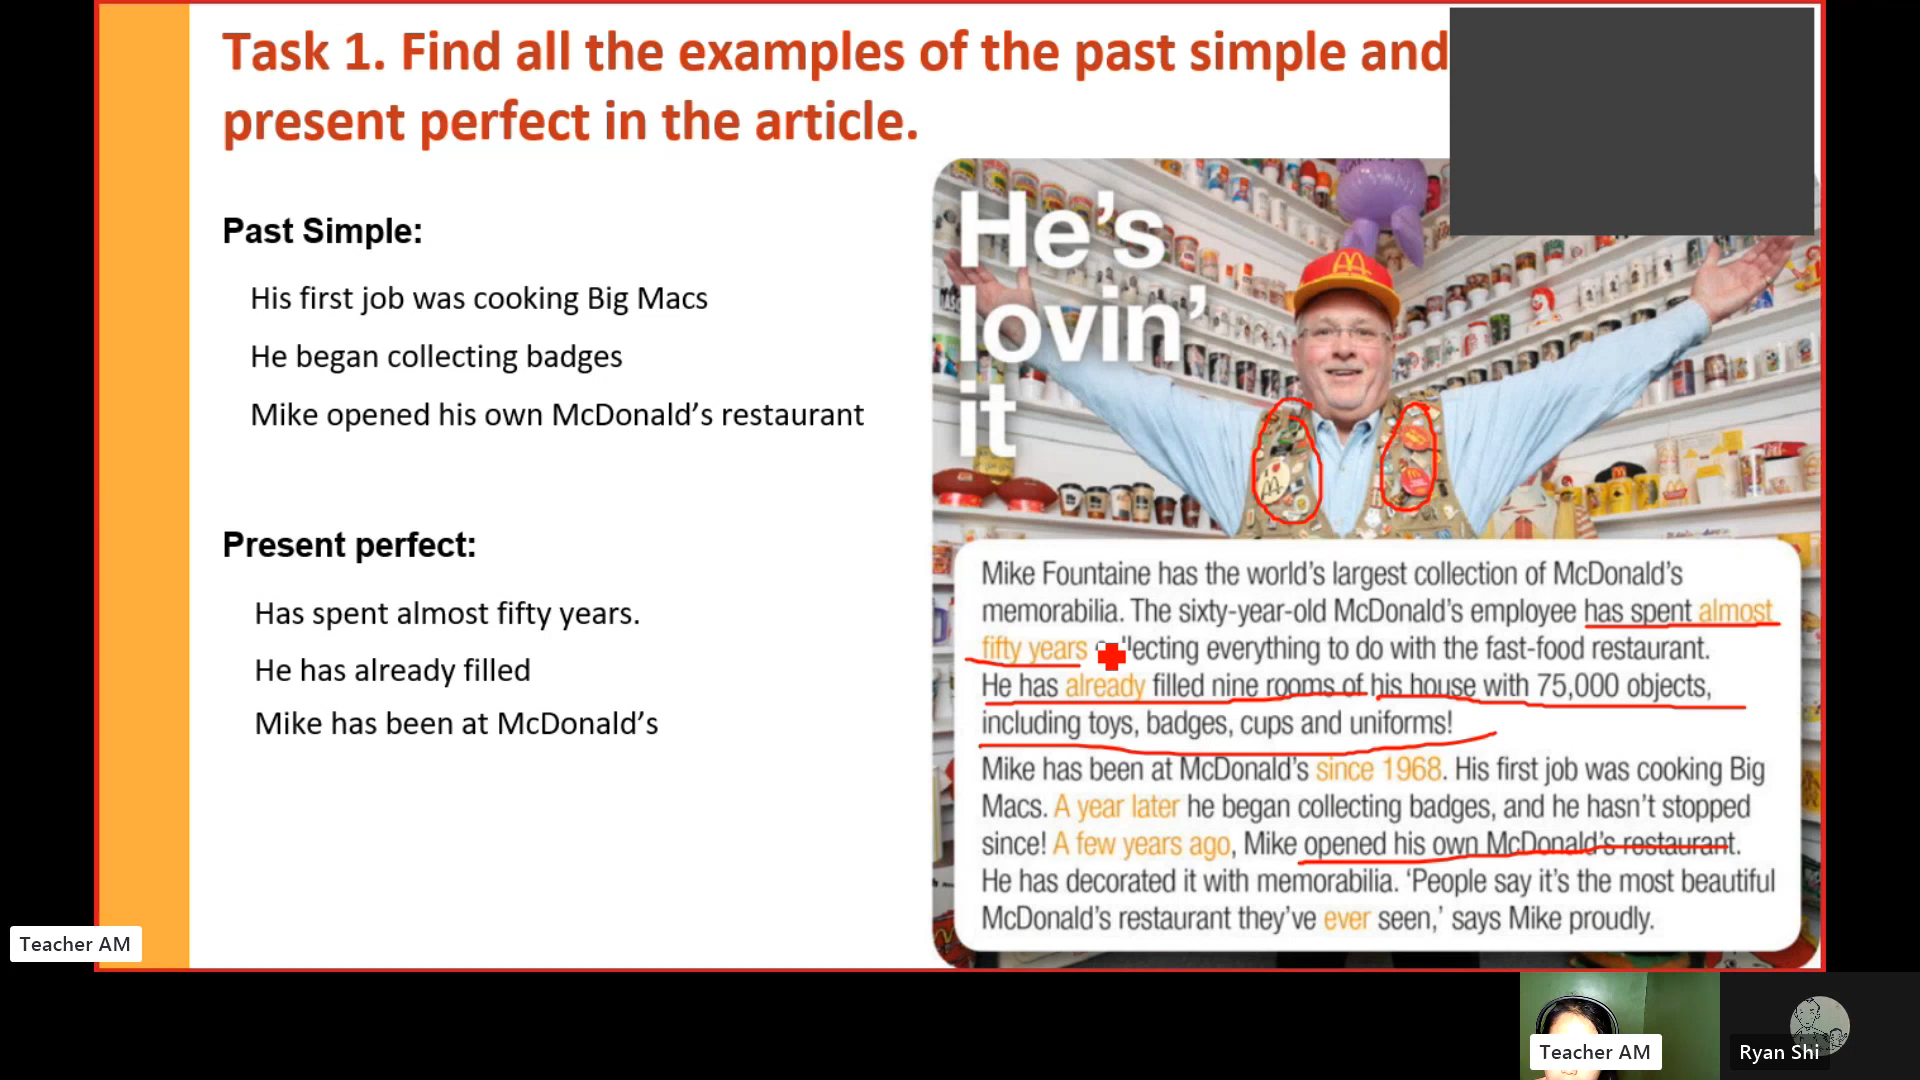 Task 1. Find all the examples of the past simple and
present perfect in the article.
Past Simple:
His first job was cooking Big Macs
He began collecting badges
Mike opened his own McDonald's restaurant
Present perfect:
Has spent almost fifty years.
He has already filled
Mike has been at McDonald's
He's
lovin'
it
Mike Fountaine has the world's largest collection of McDonald's
memorabilia. The sixty-year-old McDonald's employee has spent almost
fifty years everything to do with the fast-food restaurant.
He has already filled nine rooms of his house with 75,000 objects,
including toys, badges, cups and uniforms!
Mike has been at McDonald's since 1968. His first job was cooking Big
Macs. A year later he began collecting badges, and he hasn't stopped
since! A few years ago, Mike opened his own McDonald's restaurant.
He has decorated it with memorabilia. 'People say it's the most beautiful
McDonald's restaurant they've ever seen,' says Mike proudly.
Teacher AM
Teacher AM
Ryan Shi